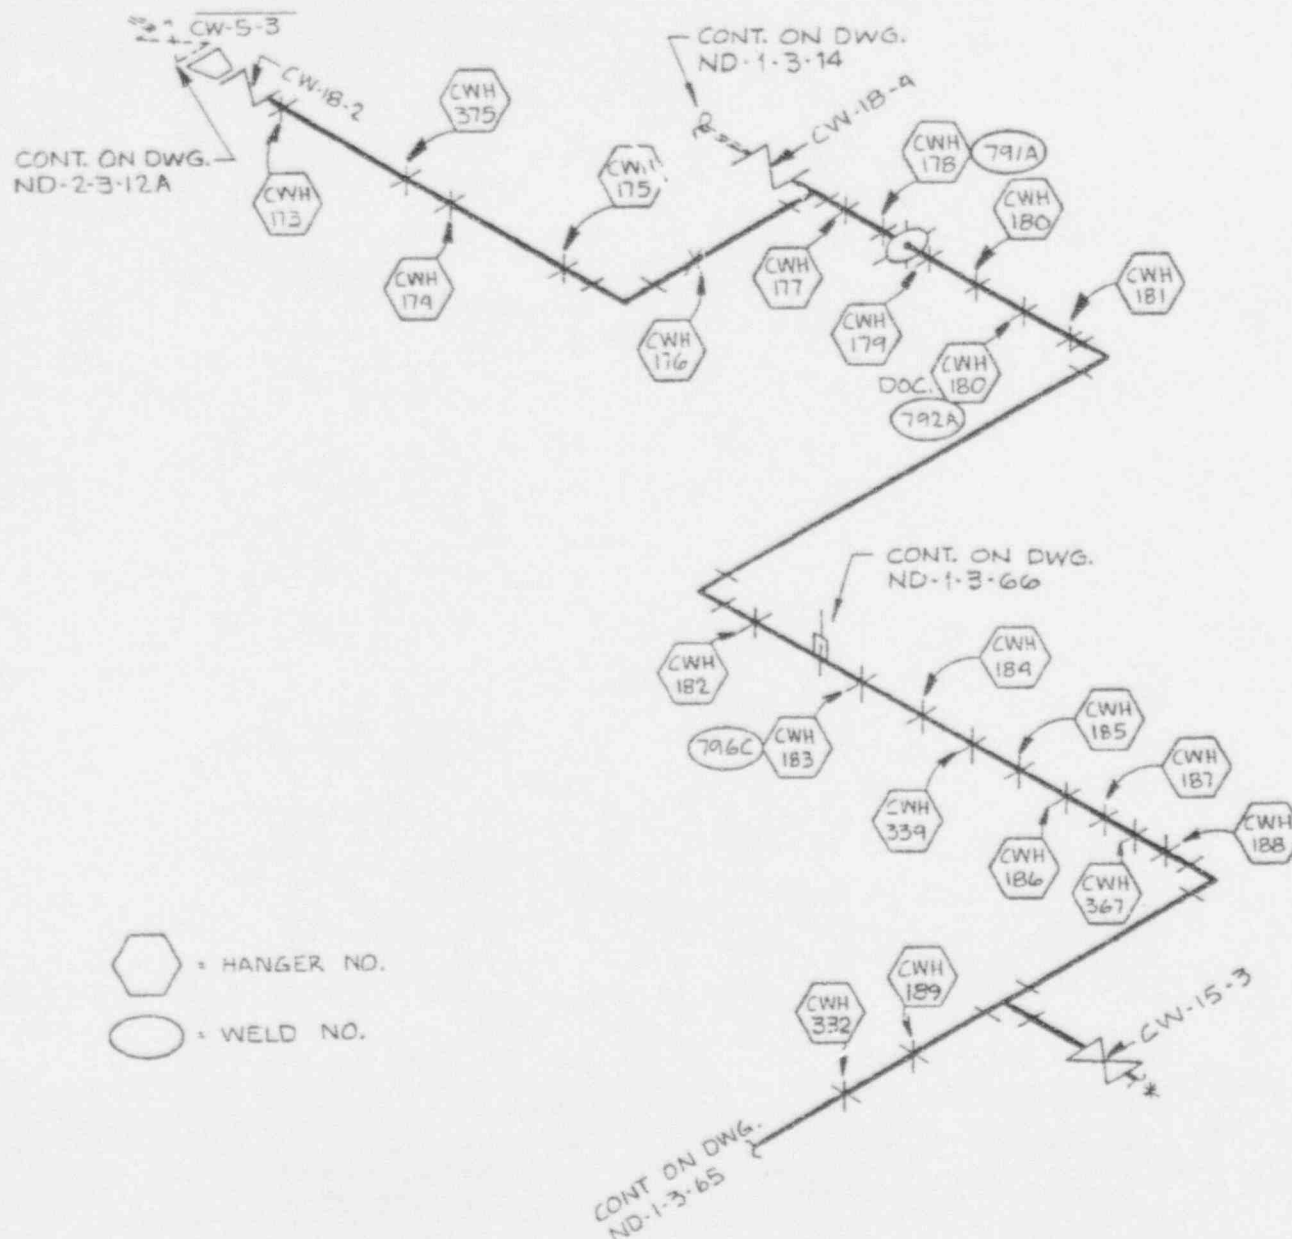 CW-5-3
CW-18-2
CONT. ON DWG.
ND-2-3-12A
CWH
173
CWH
375
CWH
174
175
CWH
176
CONT. ON DWG.
ND-1-3-14
CW-18-4
CWH
177
CWH
178
791A
CWH
179
CWH
180
CWH
181
DOC.
CWH
180
792A
CONT. ON DWG.
ND-1-3-66
CWH
182
796C
CWH
183
CWH
184
CWH
339
CWH
185
CWH
186
CWH
187
CWH
367
CWH
188
= HANGER NO.
= WELD NO.
CWH
332
CWH
189
CW-15-3
*
CONT ON DWG.
ND-1-3-65